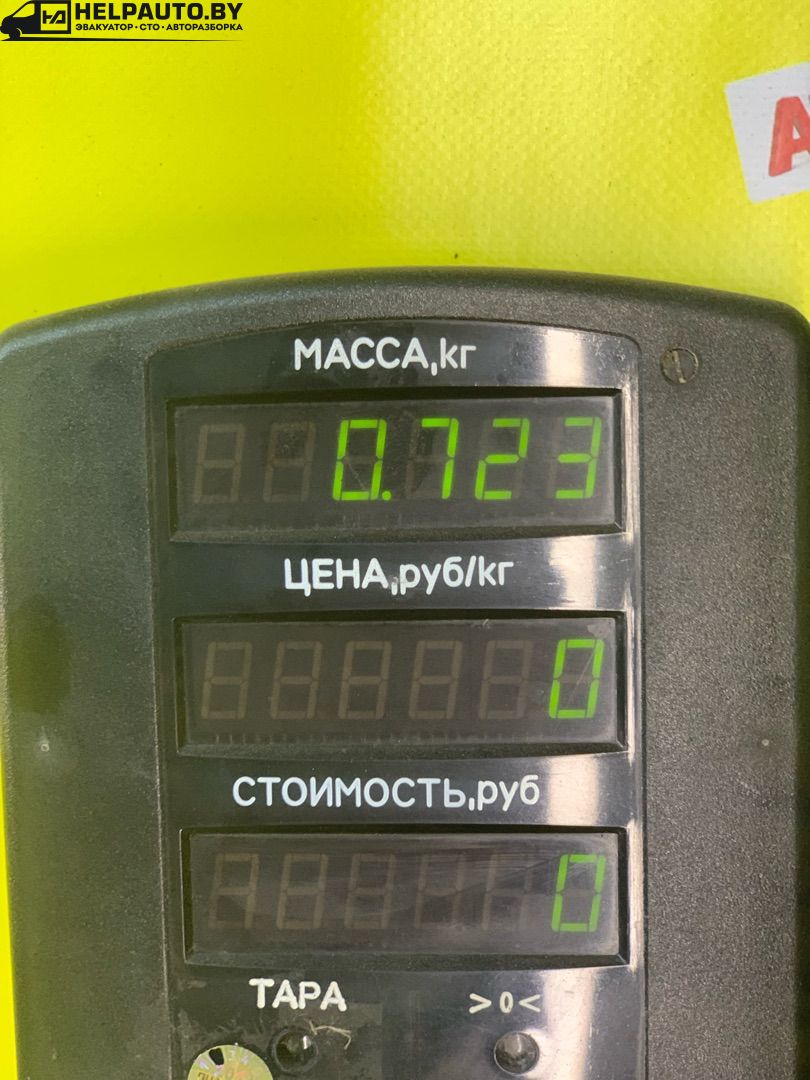 HELPAUTO.BY
ЭВАКУАТОР • СТО • АВТОРАЗБОРКА
А
МАССА,кг
0.723
ЦЕНА,руб/кг
0
СТОИМОСТЬ,руб
0
ТАРА >0<